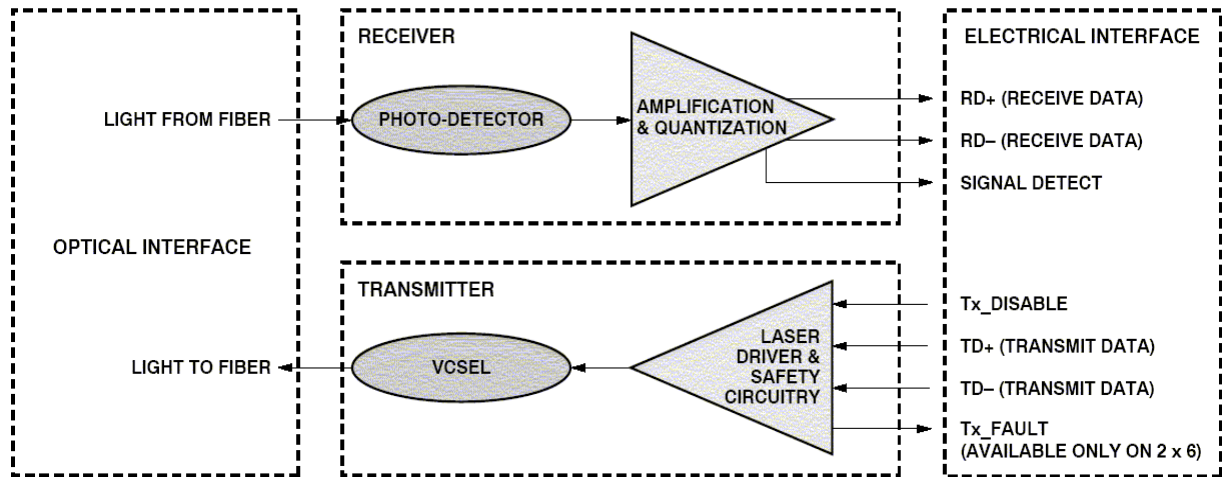 RECEIVER
ELECTRICAL INTERFACE
LIGHT FROM FIBER
PHOTO-DETECTOR
AMPLIFICATION
& QUANTIZATION
RD+ (RECEIVE DATA)
RD– (RECEIVE DATA)
SIGNAL DETECT
OPTICAL INTERFACE
TRANSMITTER
LIGHT TO FIBER
VCSEL
LASER
DRIVER &
SAFETY
CIRCUITRY
Tx_DISABLE
TD+ (TRANSMIT DATA)
TD– (TRANSMIT DATA)
Tx_FAULT
(AVAILABLE ONLY ON 2 x 6)